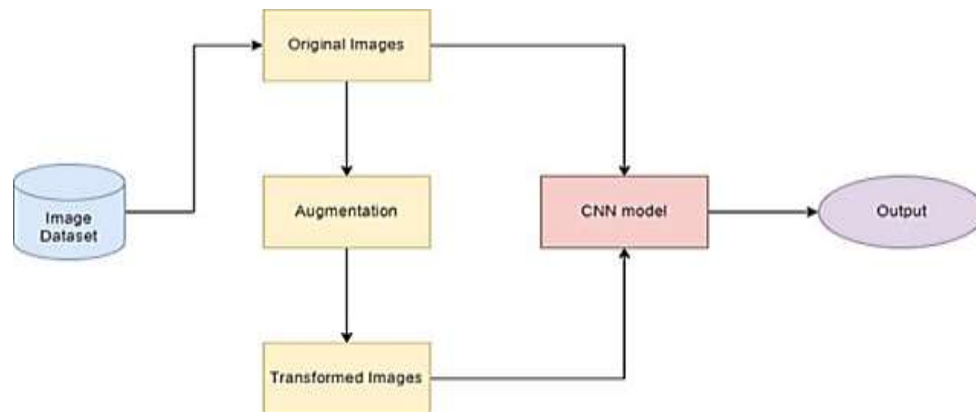 Original Images
Image
Dataset
Augmentation
CNN model
Output
Transformed Images